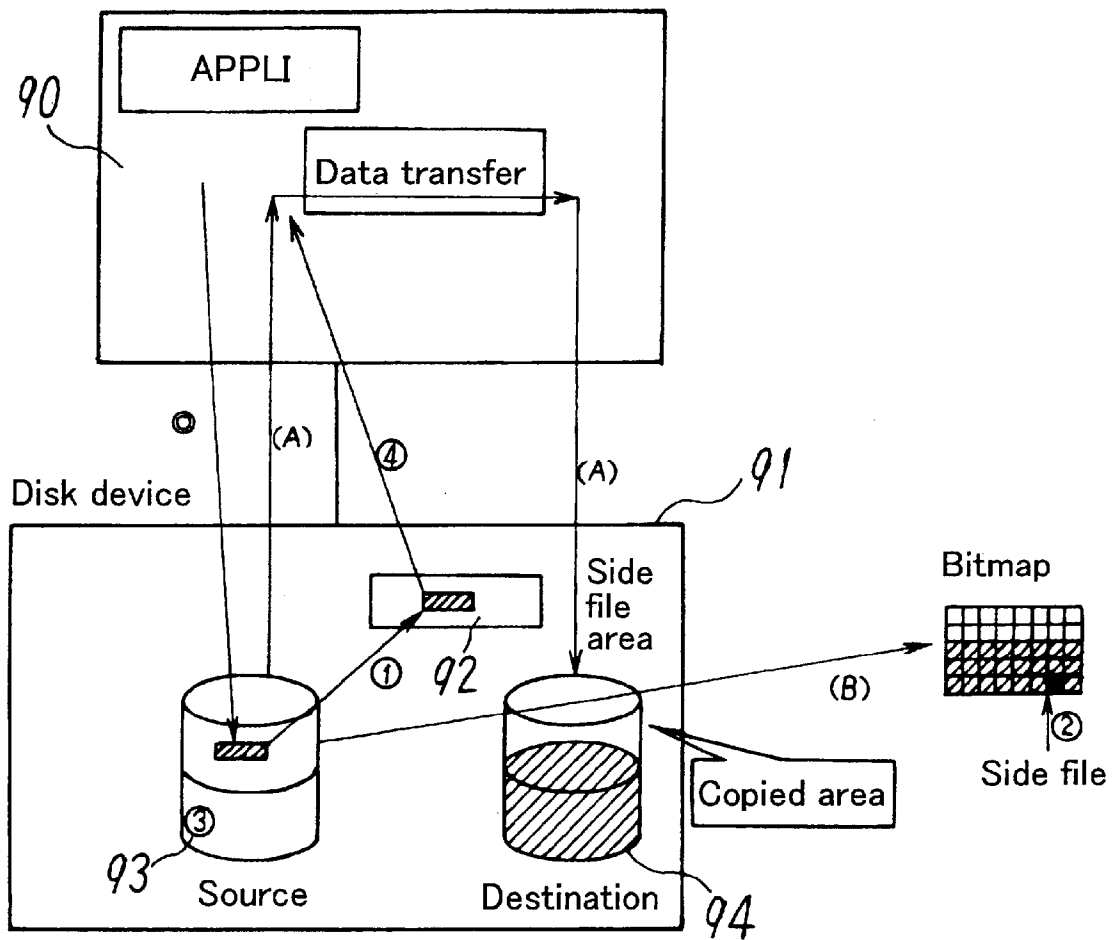 APPLI
90
Data transfer
◎
(A)
④
(A)
Disk device
91
Side
file
area
Bitmap
①
92
(B)
②
Side file
Copied area
③
93
Source
Destination
94